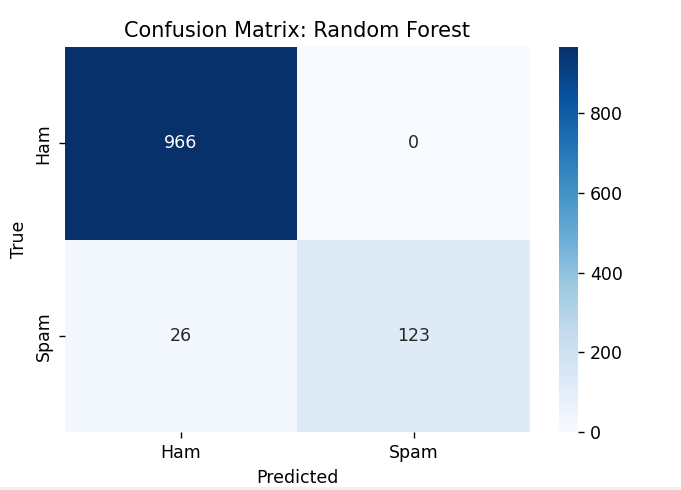 Confusion Matrix: Random Forest
Ham
966
0
True
Spam
26
123
Ham
Spam
Predicted
800
600
400
200
0